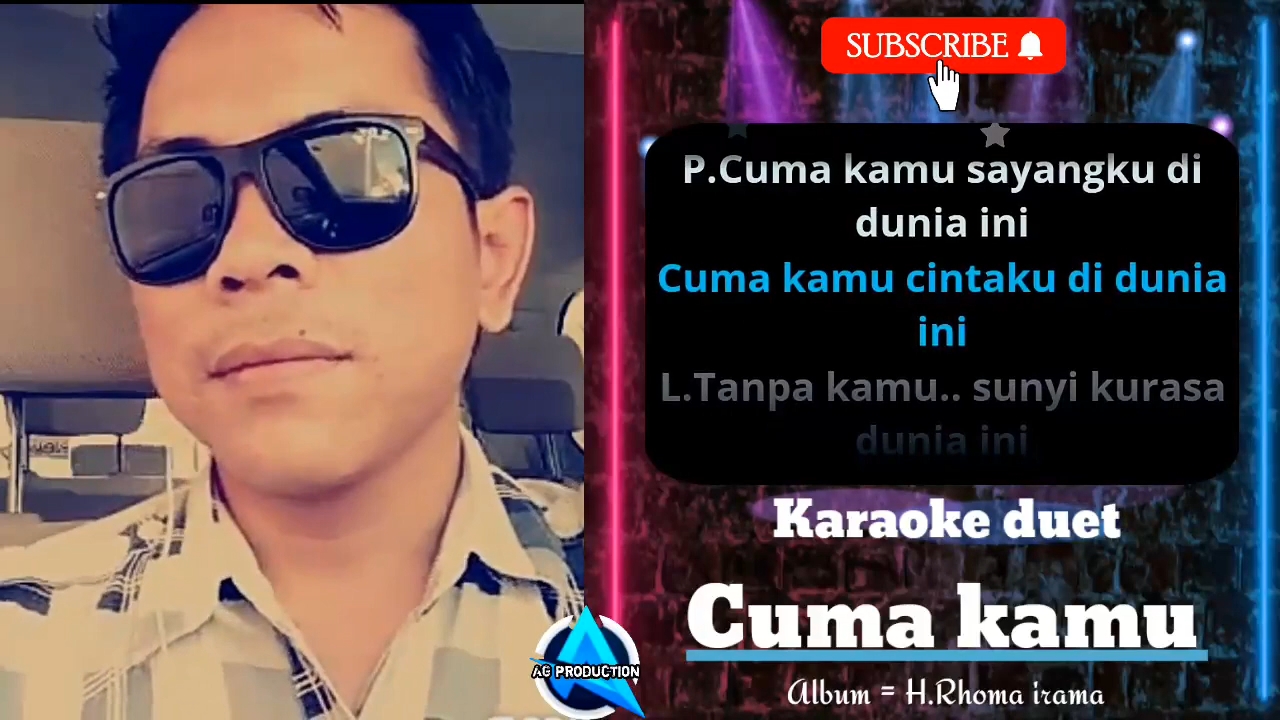 SUBSCRIBE
P.Cuma kamu sayangku di
dunia ini
Cuma kamu cintaku di dunia
ini
L.Tanpa kamu.. sunyi kurasa
dunia ini
Karaoke duet
Cuma kamu
Album = H.Rhoma irama
AG PRODUCTION